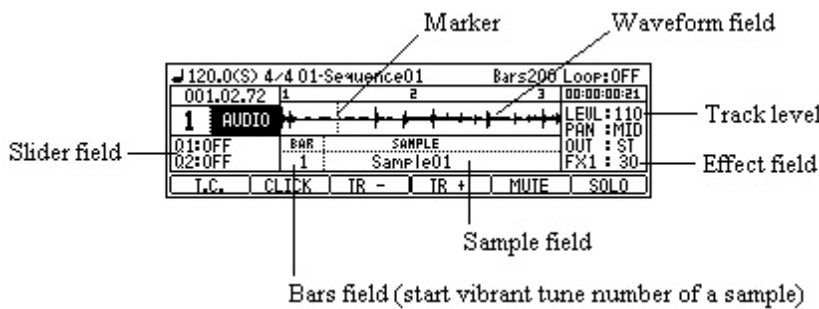 Marker
Waveform field
♩120.0(S) 4/4 01-Sequence01 Bars200 Loop:OFF
001.02.72 1 2 3 00:00:00:21
1 AUDIO
LEVL:110
PAN :MID
OUT : ST
FX1 : 30
Track level
Slider field
Q1:OFF
Q2:OFF
BAR SAMPLE
1 Sample01
Effect field
T.C. CLICK TR - TR + MUTE SOLO
Sample field
Bars field (start vibrant tune number of a sample)